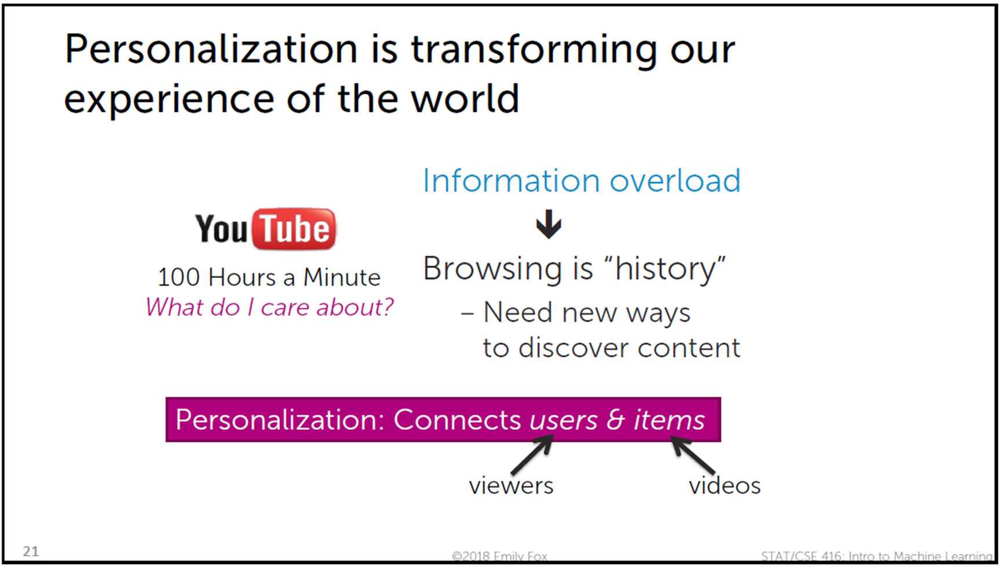 Personalization is transforming our
experience of the world
YouTube
100 Hours a Minute
What do I care about?
Information overload
Browsing is “history”
– Need new ways
to discover content
Personalization: Connects users & items
viewers
videos
21
©2018 Emily Fox
STAT/CSE 416: Intro to Machine Learning